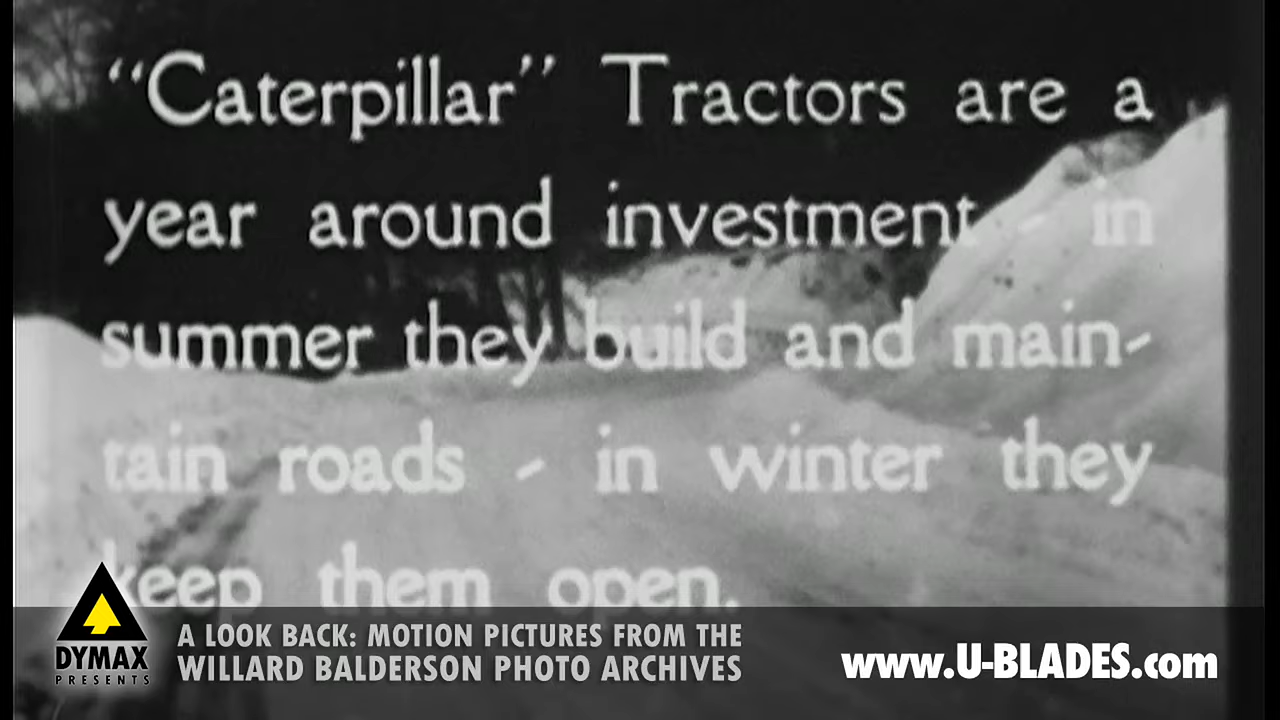 “Caterpillar” Tractors are a
year around investment - in
summer they build and main-
tain roads - in winter they
keep them open.
DYMAX
PRESENTS
A LOOK BACK: MOTION PICTURES FROM THE
WILLARD BALDERSON PHOTO ARCHIVES
www.U-BLADES.com